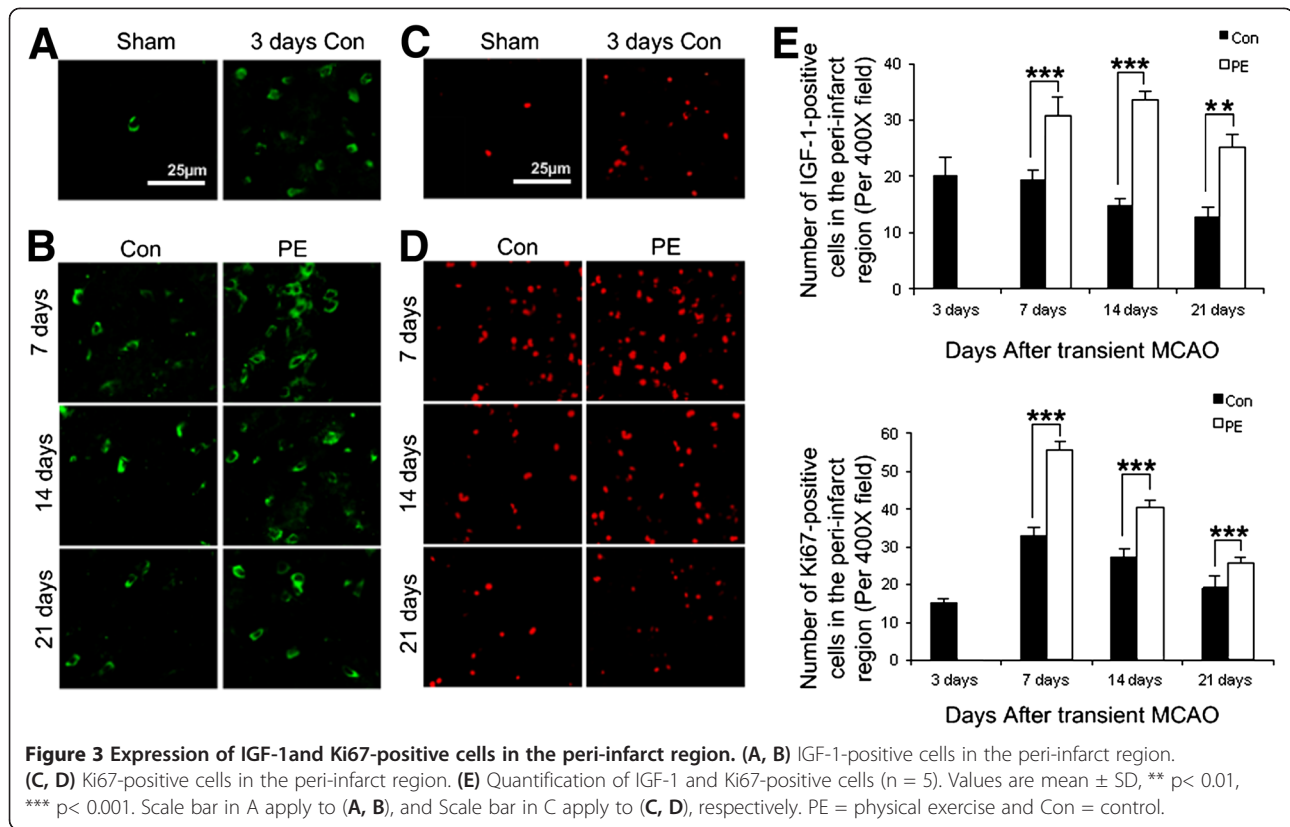 A
Sham
3 days Con
25µm
B
Con
PE
7 days
14 days
21 days
C
Sham
3 days Con
25µm
D
Con
PE
7 days
14 days
21 days
E
Con
PE
Number of IGF-1-positive
cells in the peri-infarct
region (Per 400X field)
40
30
20
10
0
***
***
**
3 days
7 days
14 days
21 days
Days After transient MCAO
Con
PE
Number of Ki67-positive
cells in the peri-infarct
region (Per 400X field)
60
50
40
30
20
10
0
***
***
***
3 days
7 days
14 days
21 days
Days After transient MCAO
Figure 3 Expression of IGF-1and Ki67-positive cells in the peri-infarct region. (A, B) IGF-1-positive cells in the peri-infarct region.
(C, D) Ki67-positive cells in the peri-infarct region. (E) Quantification of IGF-1 and Ki67-positive cells (n = 5). Values are mean ± SD, ** p< 0.01,
*** p< 0.001. Scale bar in A apply to (A, B), and Scale bar in C apply to (C, D), respectively. PE = physical exercise and Con = control.